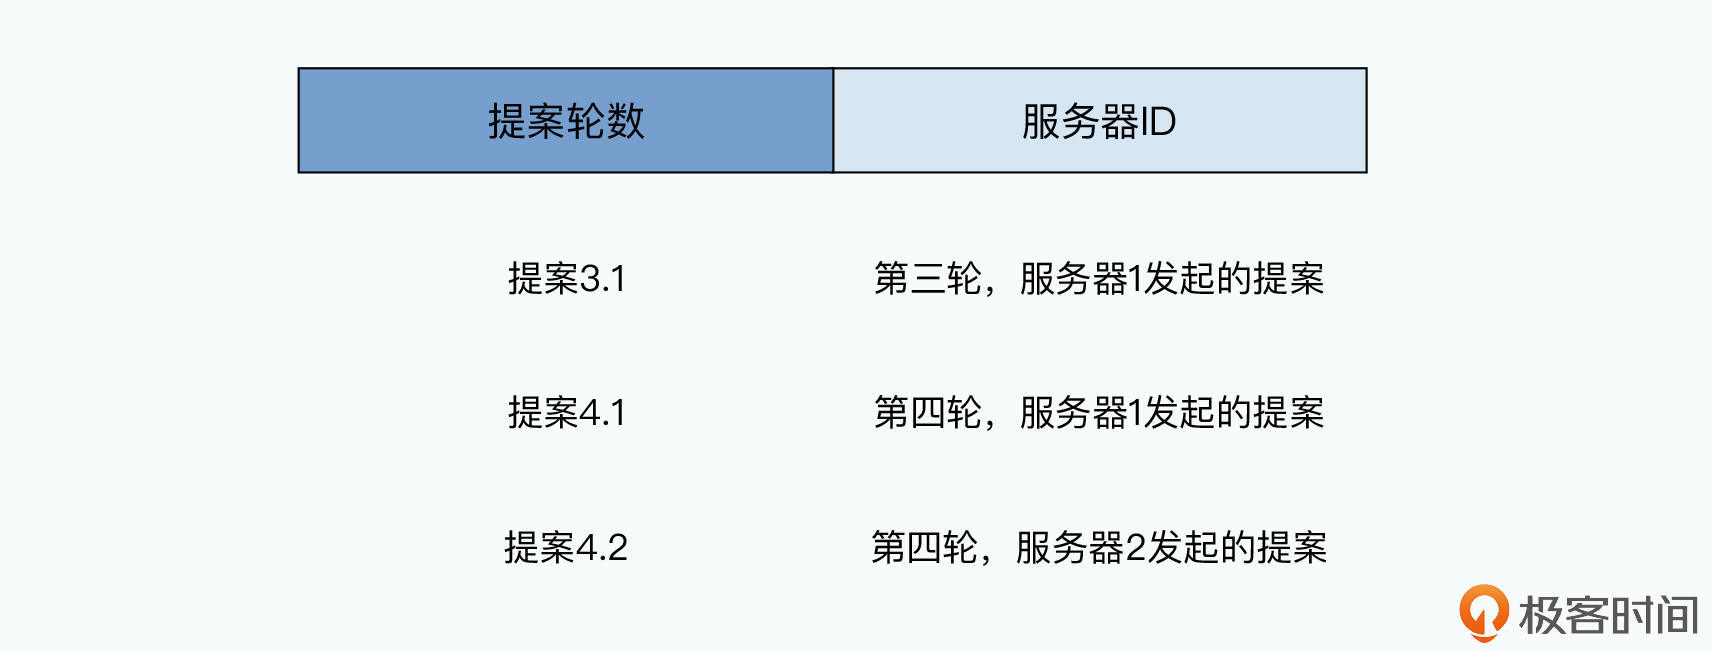 提案轮数 服务器ID
提案3.1 第三轮，服务器1发起的提案
提案4.1 第四轮，服务器1发起的提案
提案4.2 第四轮，服务器2发起的提案
极客时间